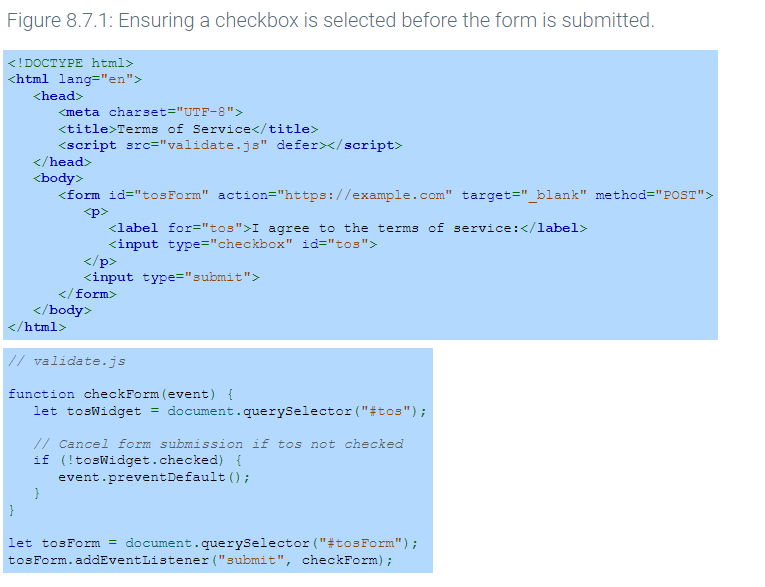 Figure 8.7.1: Ensuring a checkbox is selected before the form is submitted.
<!DOCTYPE html>
<html lang="en">
   <head>
      <meta charset="UTF-8">
      <title>Terms of Service</title>
      <script src="validate.js" defer></script>
   </head>
   <body>
      <form id="tosForm" action="https://example.com" target="_blank" method="POST">
         <p>
            <label for="tos">I agree to the terms of service:</label>
            <input type="checkbox" id="tos">
         </p>
         <input type="submit">
      </form>
   </body>
</html>
// validate.js
function checkForm(event) {
   let tosWidget = document.querySelector("#tos");
   // Cancel form submission if tos not checked
   if (!tosWidget.checked) {
      event.preventDefault();
   }
}
let tosForm = document.querySelector("#tosForm");
tosForm.addEventListener("submit", checkForm);